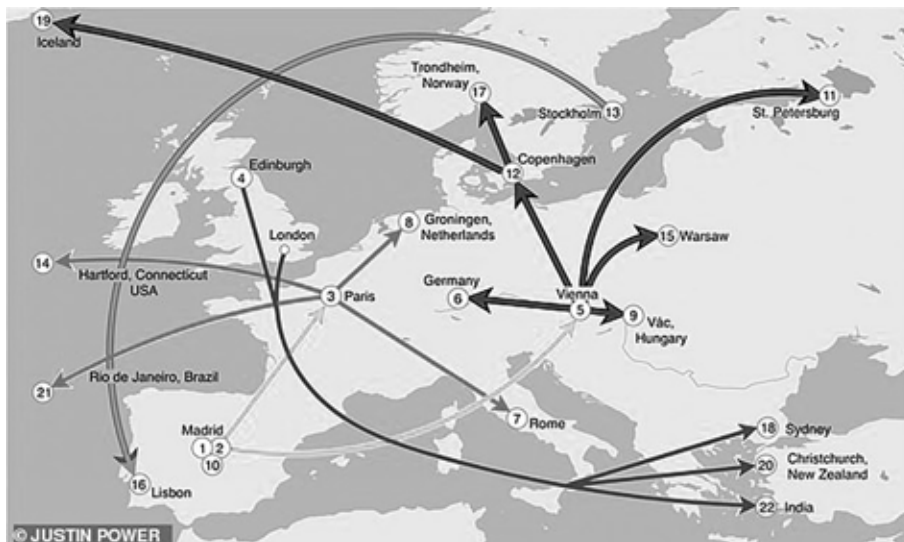 19
Iceland
Trondheim,
Norway
17
Stockholm
13
11
St. Petersburg
Edinburgh
4
Copenhagen
12
London
8
Groningen,
Netherlands
15
Warsaw
14
Hartford, Connecticut
USA
3
Paris
Germany
6
Vienna
5
9
Vác,
Hungary
21
Rio de Janeiro, Brazil
7
Rome
Madrid
1
2
10
18
Sydney
16
Lisbon
20
Christchurch,
New Zealand
22
India
© JUSTIN POWER